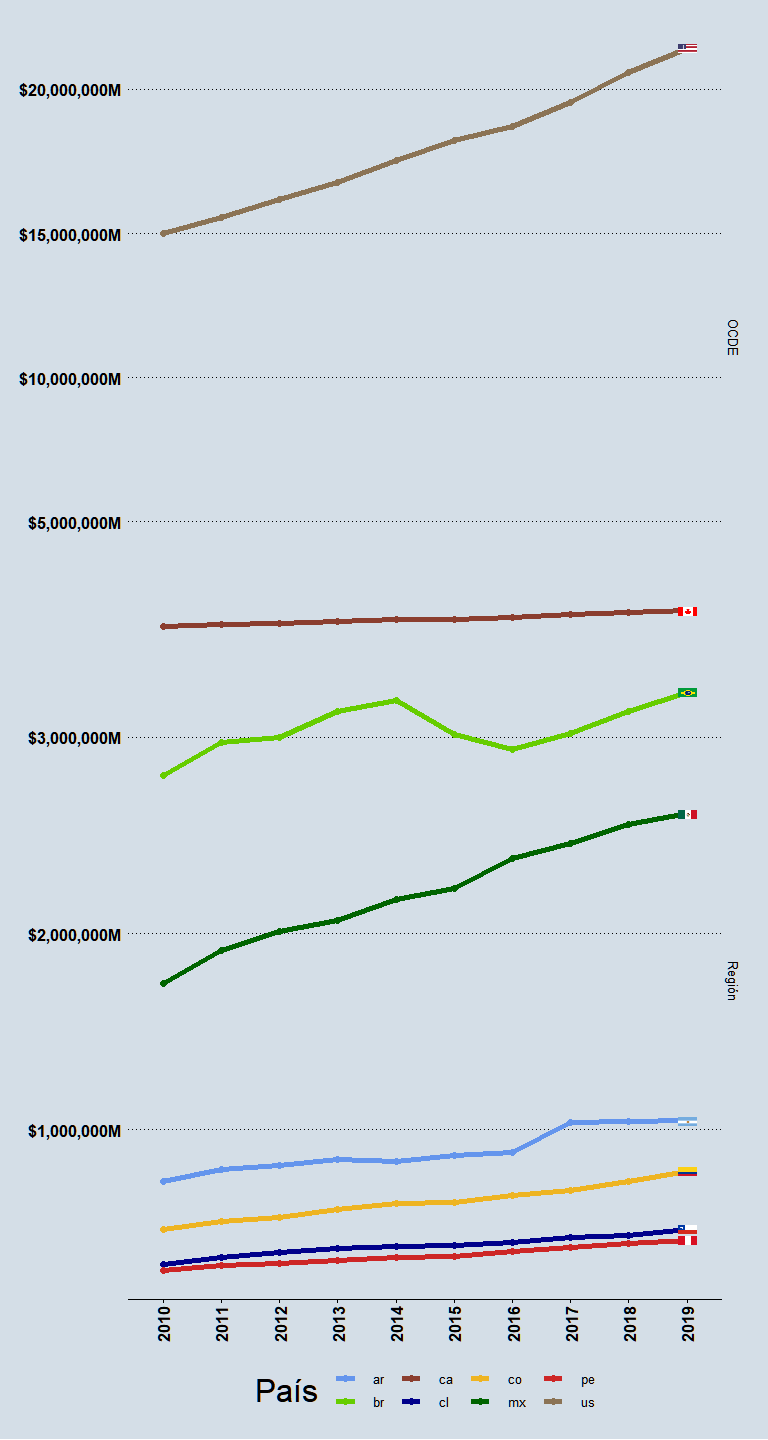 $20,000,000M
$15,000,000M
OCDE
$10,000,000M
$5,000,000M
$3,000,000M
$2,000,000M
Región
$1,000,000M
2010 2011 2012 2013 2014 2015 2016 2017 2018 2019
País
ar ca co pe
br cl mx us